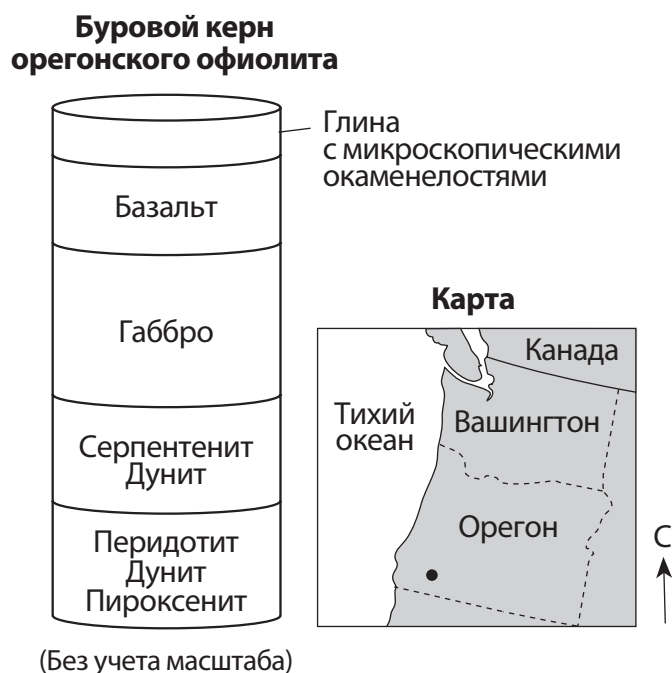 Буровой керн
орегонского офиолита
Глина
с микроскопическими
окаменелостями
Базальт
Габбро
Серпентенит
Дунит
Перидотит
Дунит
Пироксенит
(Без учета масштаба)
Карта
Канада
Тихий
океан
Вашингтон
Орегон
С